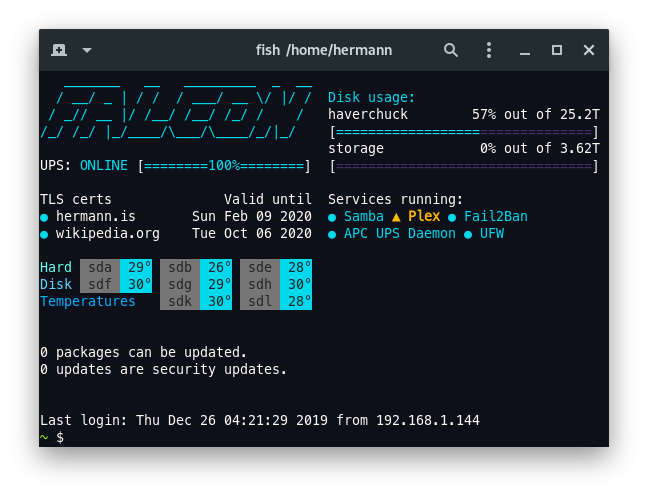 fish /home/hermann
Disk usage:
haverchuck 57% out of 25.2T
[================================]
storage 0% out of 3.62T
[================================]
UPS: ONLINE [========100%========]
TLS certs Valid until
● hermann.is Sun Feb 09 2020
● wikipedia.org Tue Oct 06 2020
Services running:
● Samba ▲ Plex ● Fail2Ban
● APC UPS Daemon ● UFW
Hard sda 29° sdb 26° sde 28°
Disk sdf 30° sdg 29° sdh 30°
Temperatures sdk 30° sdl 28°
0 packages can be updated.
0 updates are security updates.
Last login: Thu Dec 26 04:21:29 2019 from 192.168.1.144
~ $